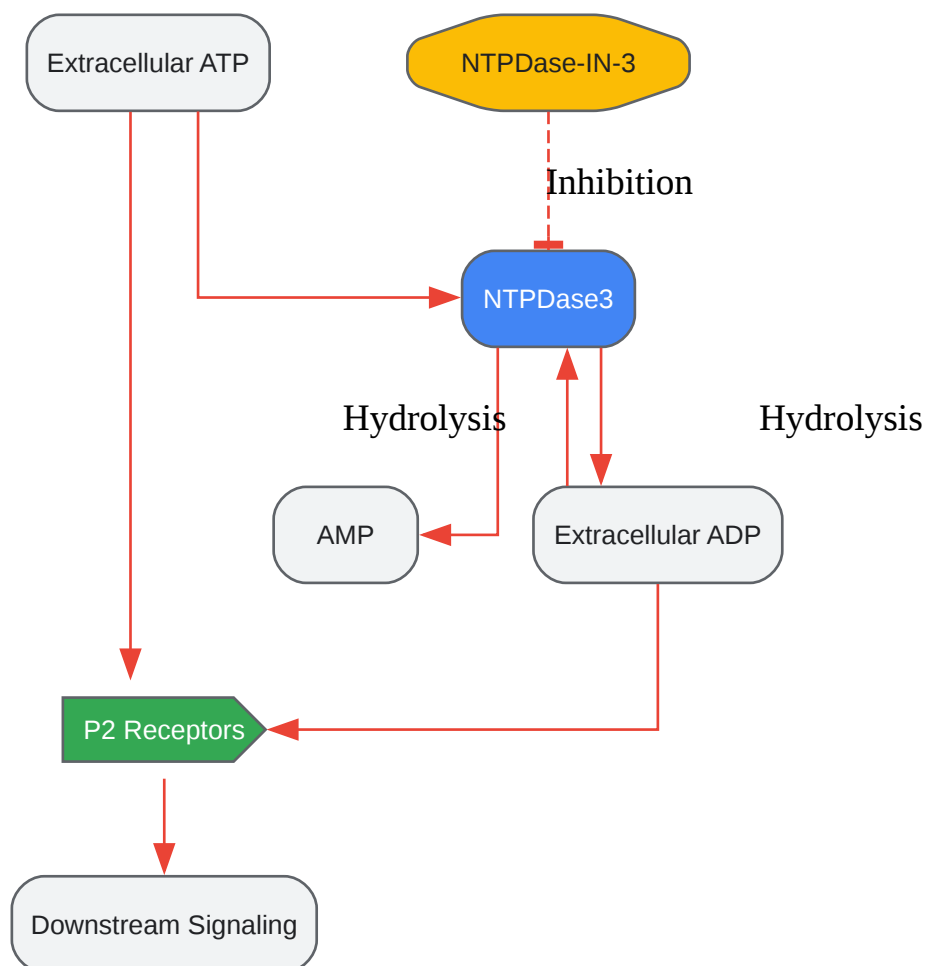 Extracellular ATP
NTPDase-IN-3
Inhibition
NTPDase3
Hydrolysis
Hydrolysis
AMP
Extracellular ADP
P2 Receptors
Downstream Signaling